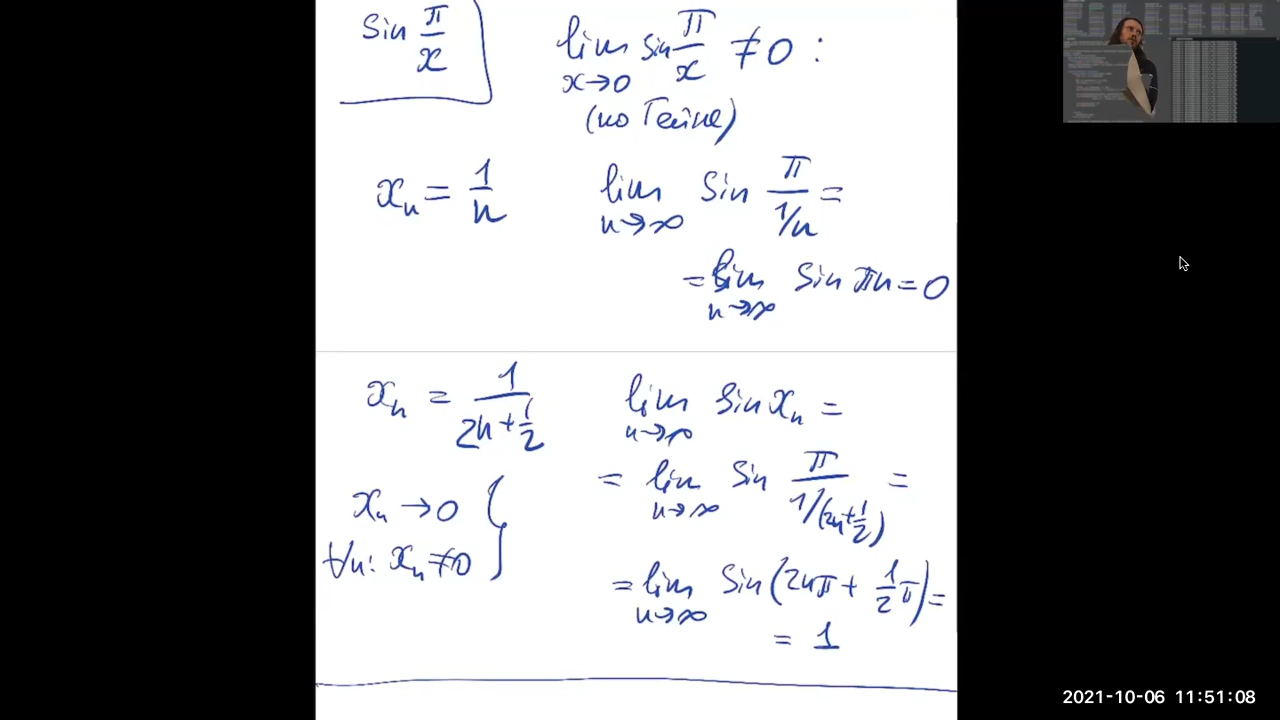 sin π/x
lim x→0 sin π/x ≠ 0 :
(по Гейне)
xₙ = 1/n
lim n→∞ sin π/(1/n) =
= lim n→∞ sin πn = 0
xₙ = 1/(2n+1/2)
lim n→∞ sin xₙ =
= lim n→∞ sin π/(1/(2n+1/2)) =
xₙ → 0
∀n: xₙ ≠ 0
= lim n→∞ sin(2nπ + 1/2 π) =
= 1
2021-10-06 11:51:08